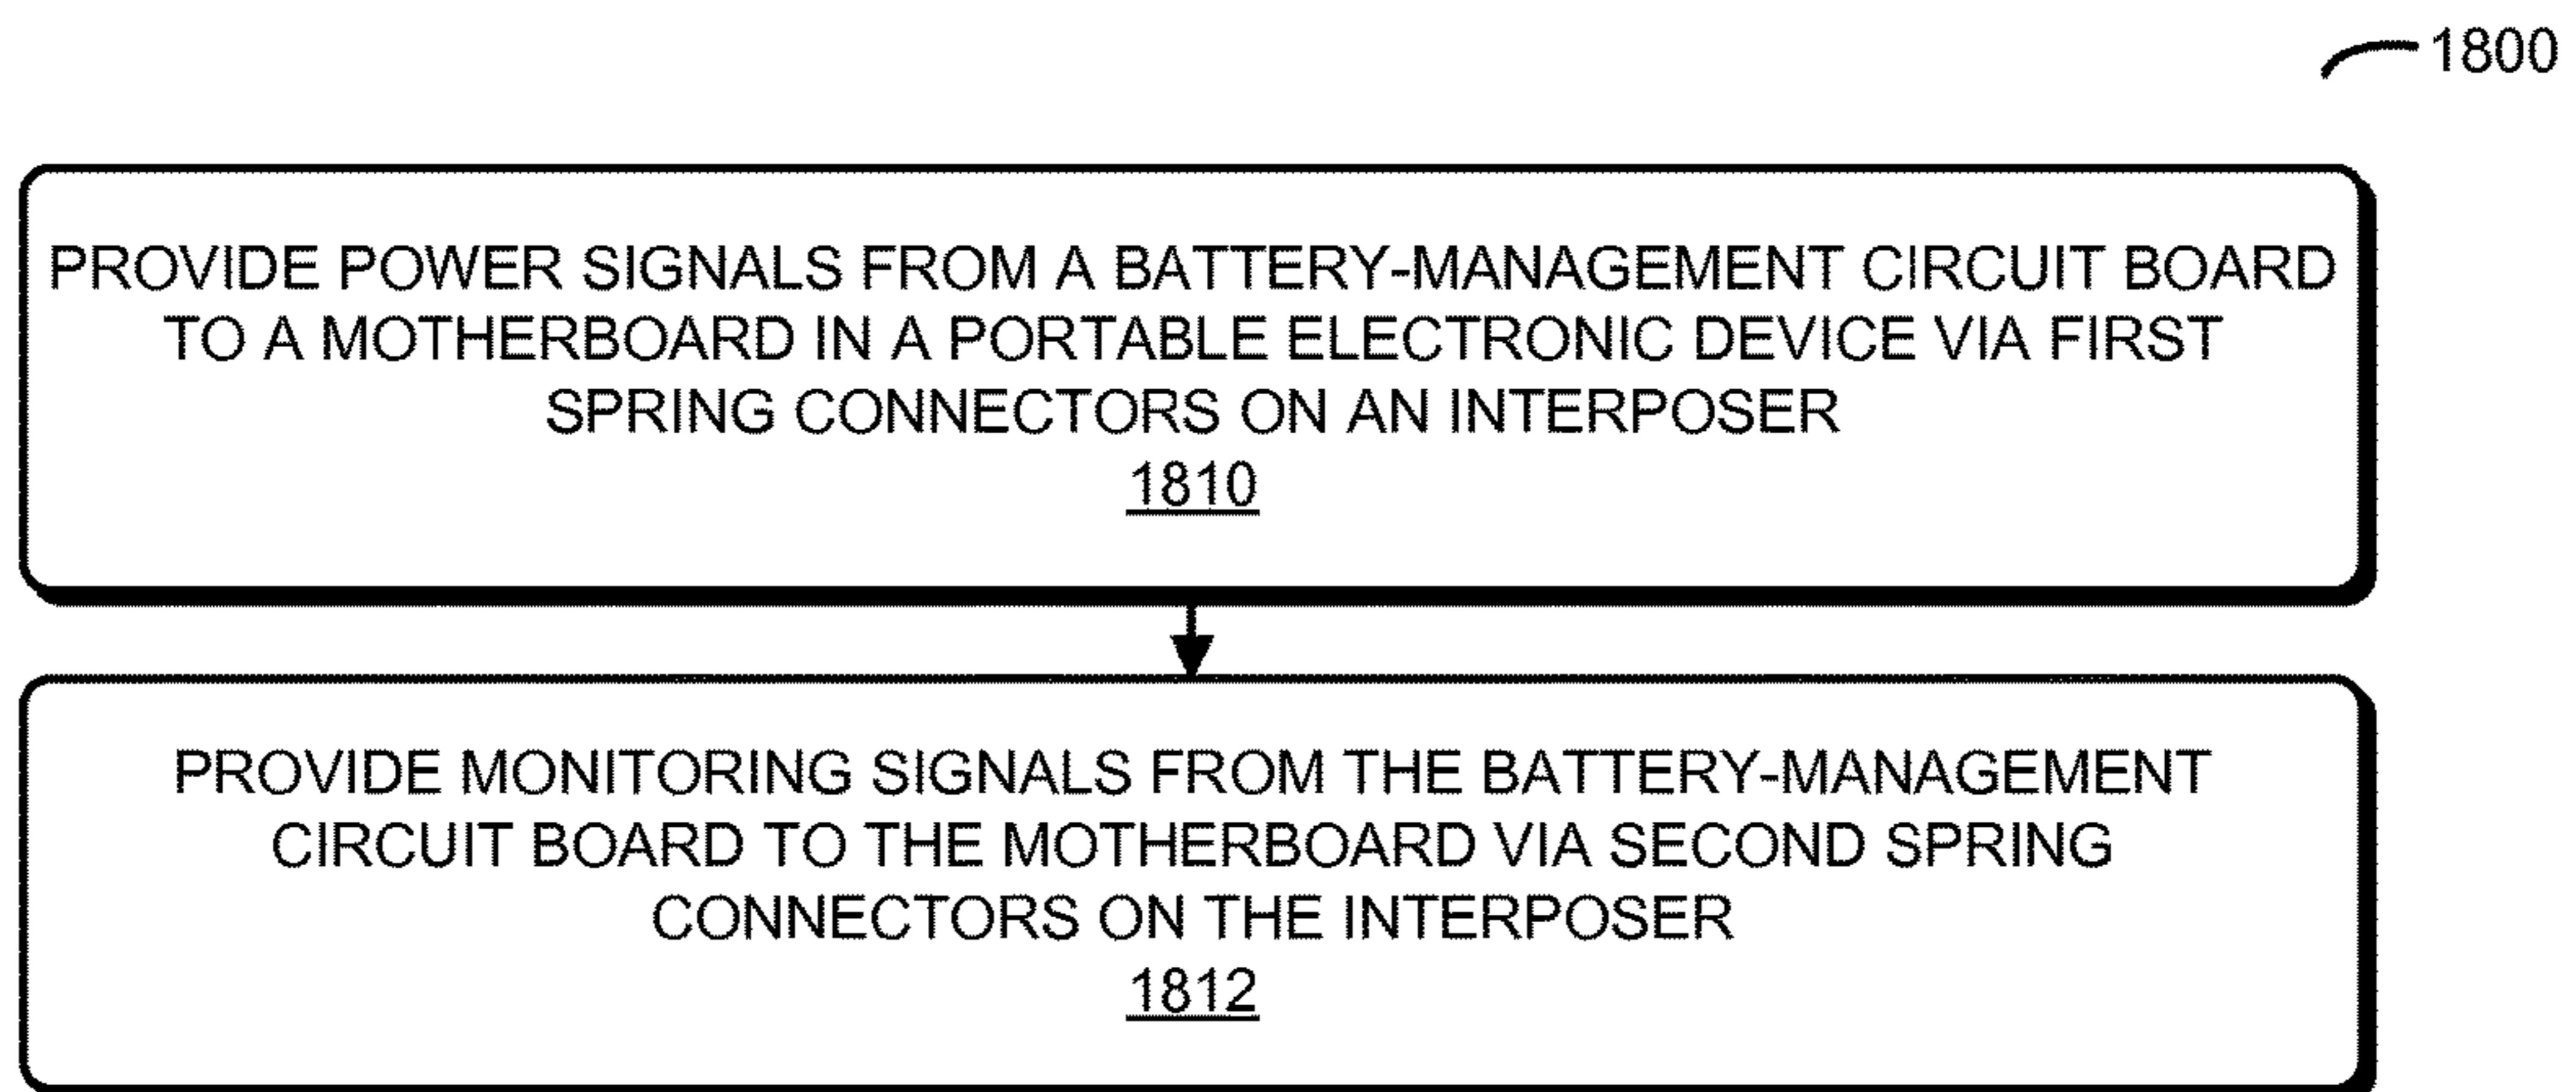 1800
PROVIDE POWER SIGNALS FROM A BATTERY-MANAGEMENT CIRCUIT BOARD
TO A MOTHERBOARD IN A PORTABLE ELECTRONIC DEVICE VIA FIRST
SPRING CONNECTORS ON AN INTERPOSER
1810
PROVIDE MONITORING SIGNALS FROM THE BATTERY-MANAGEMENT
CIRCUIT BOARD TO THE MOTHERBOARD VIA SECOND SPRING
CONNECTORS ON THE INTERPOSER
1812